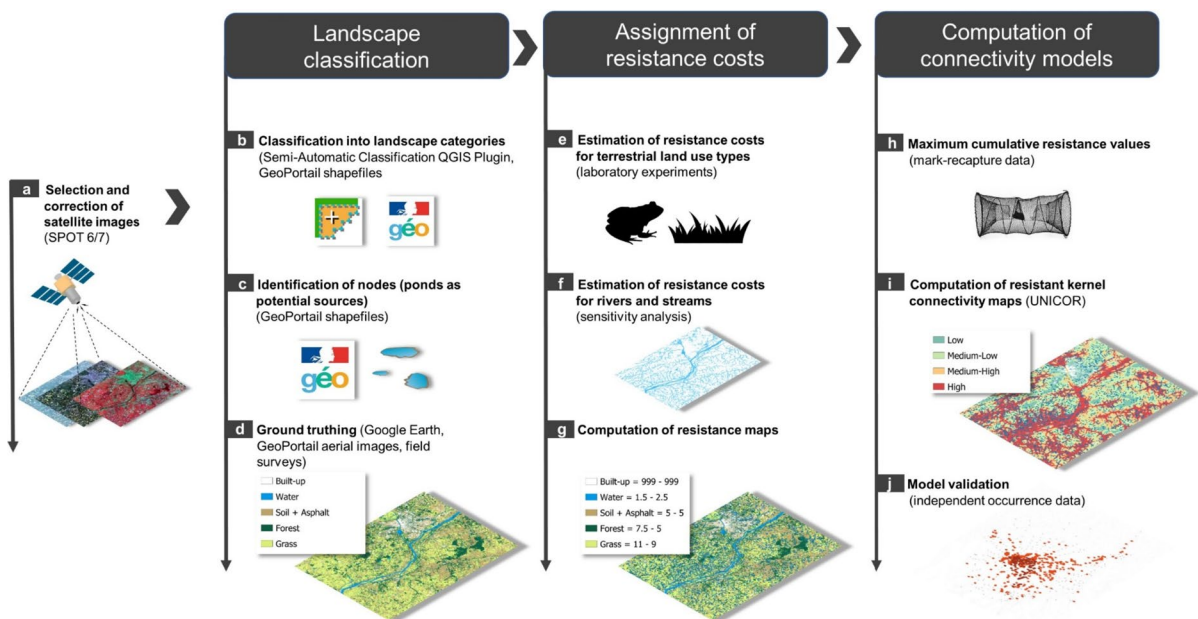 Landscape
classification
Assignment of
resistance costs
Computation of
connectivity models
a Selection and
correction of
satellite images
(SPOT 6/7)
b Classification into landscape categories
(Semi-Automatic Classification QGIS Plugin,
GeoPortail shapefiles
géo
c Identification of nodes (ponds as
potential sources)
(GeoPortail shapefiles)
géo
d Ground truthing (Google Earth,
GeoPortail aerial images, field
surveys)
Built-up
Water
Soil + Asphalt
Forest
Grass
e Estimation of resistance costs
for terrestrial land use types
(laboratory experiments)
f Estimation of resistance costs
for rivers and streams
(sensitivity analysis)
g Computation of resistance maps
Built-up = 999 - 999
Water = 1.5 - 2.5
Soil + Asphalt = 5 - 5
Forest = 7.5 - 5
Grass = 11 - 9
h Maximum cumulative resistance values
(mark-recapture data)
i Computation of resistant kernel
connectivity maps (UNICOR)
Low
Medium-Low
Medium-High
High
j Model validation
(independent occurrence data)